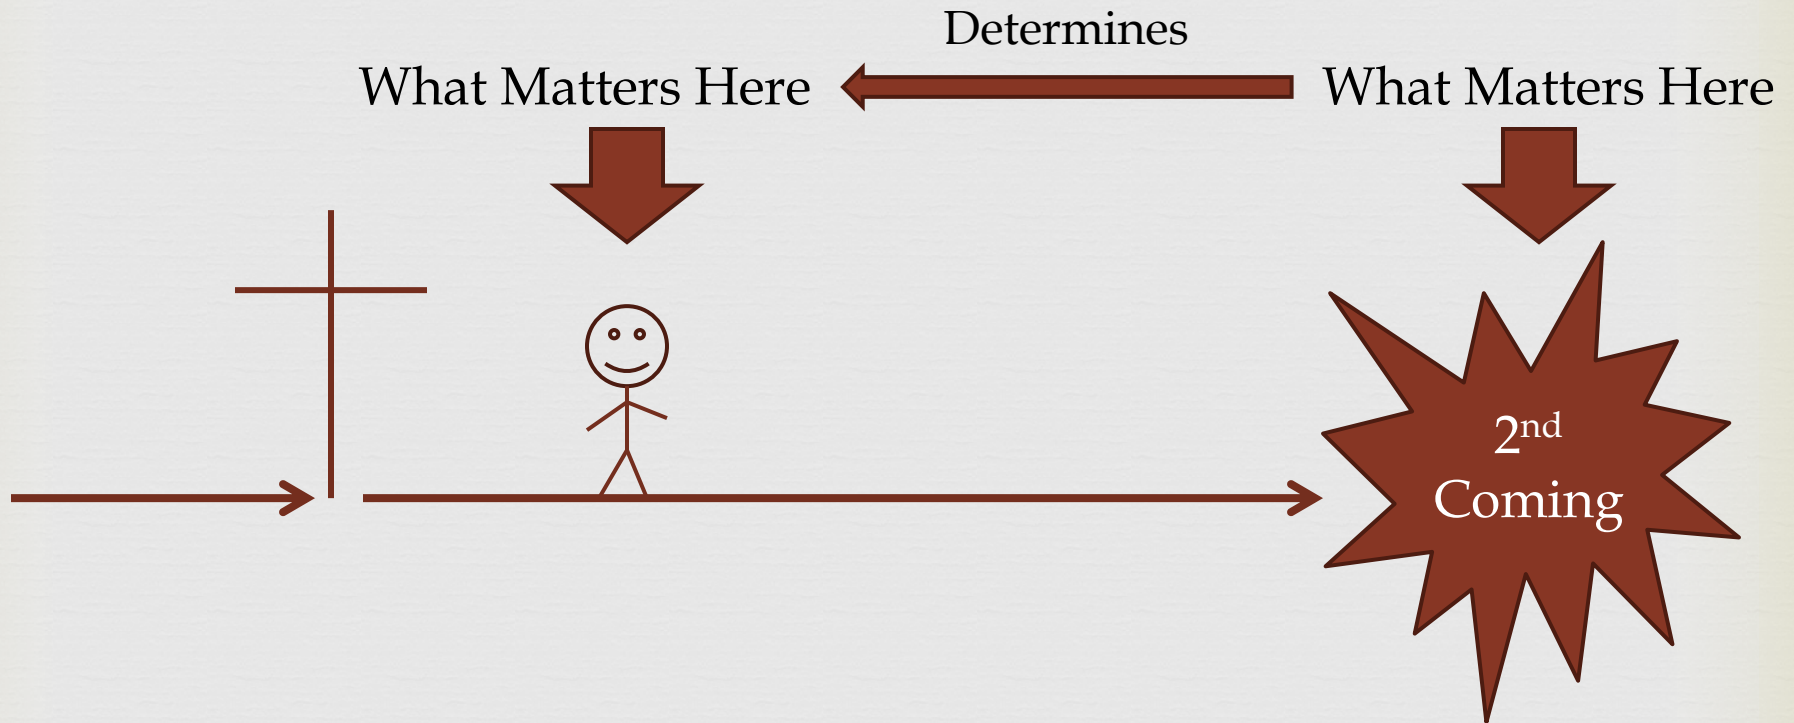 Determines
What Matters Here
What Matters Here
2nd
Coming